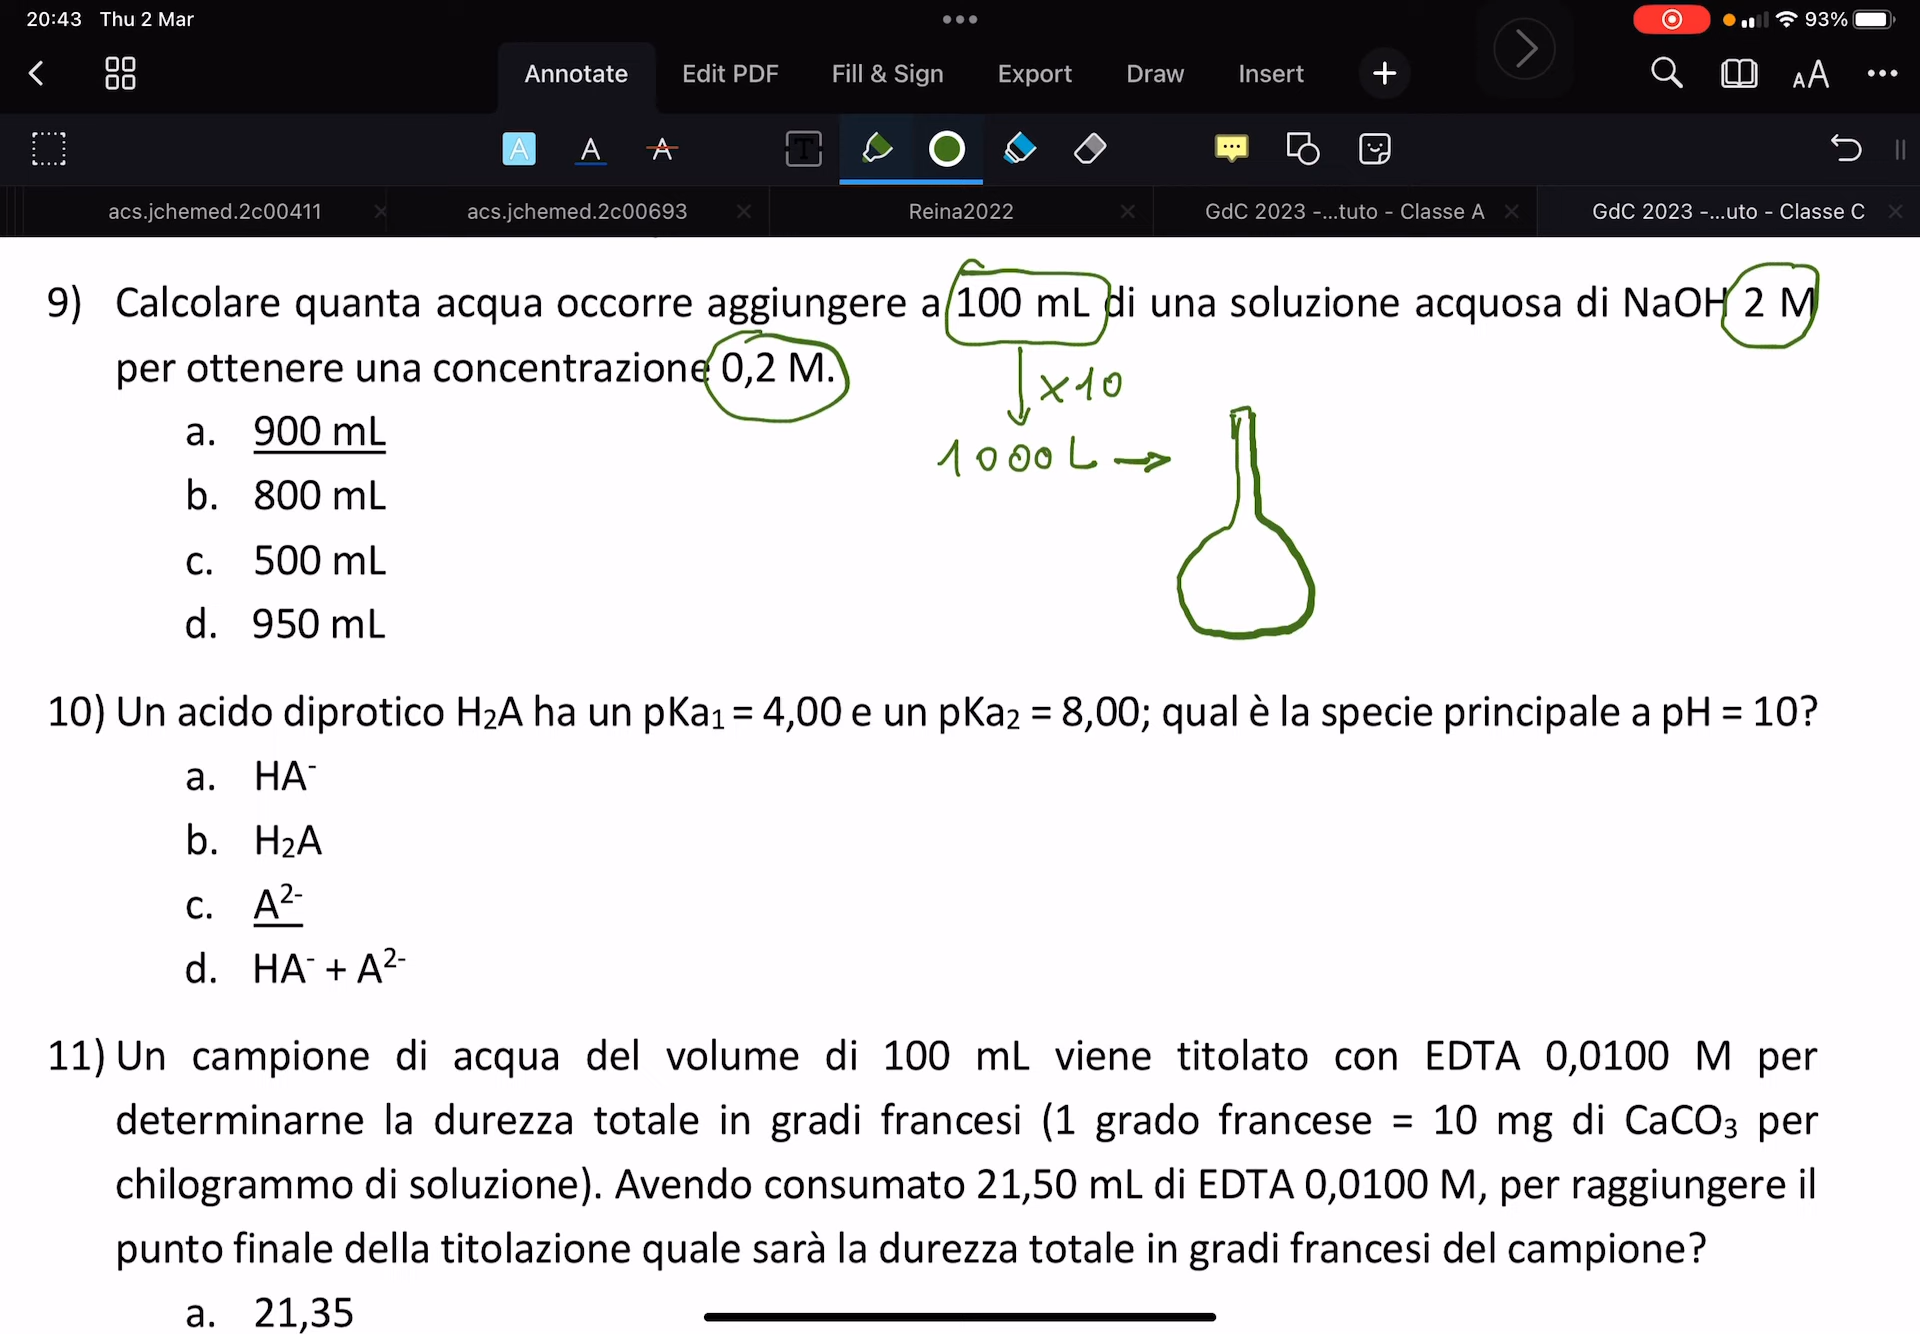 20:43 Thu 2 Mar
93%
Annotate Edit PDF Fill & Sign Export Draw Insert
acs.jchemed.2c00411 acs.jchemed.2c00693 Reina2022 GdC 2023 -...tuto - Classe A GdC 2023 -...uto - Classe C
9) Calcolare quanta acqua occorre aggiungere a 100 mL di una soluzione acquosa di NaOH 2 M
per ottenere una concentrazione 0,2 M.
×10
1000 L →
a. 900 mL
b. 800 mL
c. 500 mL
d. 950 mL
10) Un acido diprotico H₂A ha un pKa₁ = 4,00 e un pKa₂ = 8,00; qual è la specie principale a pH = 10?
a. HA⁻
b. H₂A
c. A²⁻
d. HA⁻ + A²⁻
11) Un campione di acqua del volume di 100 mL viene titolato con EDTA 0,0100 M per
determinarne la durezza totale in gradi francesi (1 grado francese = 10 mg di CaCO₃ per
chilogrammo di soluzione). Avendo consumato 21,50 mL di EDTA 0,0100 M, per raggiungere il
punto finale della titolazione quale sarà la durezza totale in gradi francesi del campione?
a. 21,35